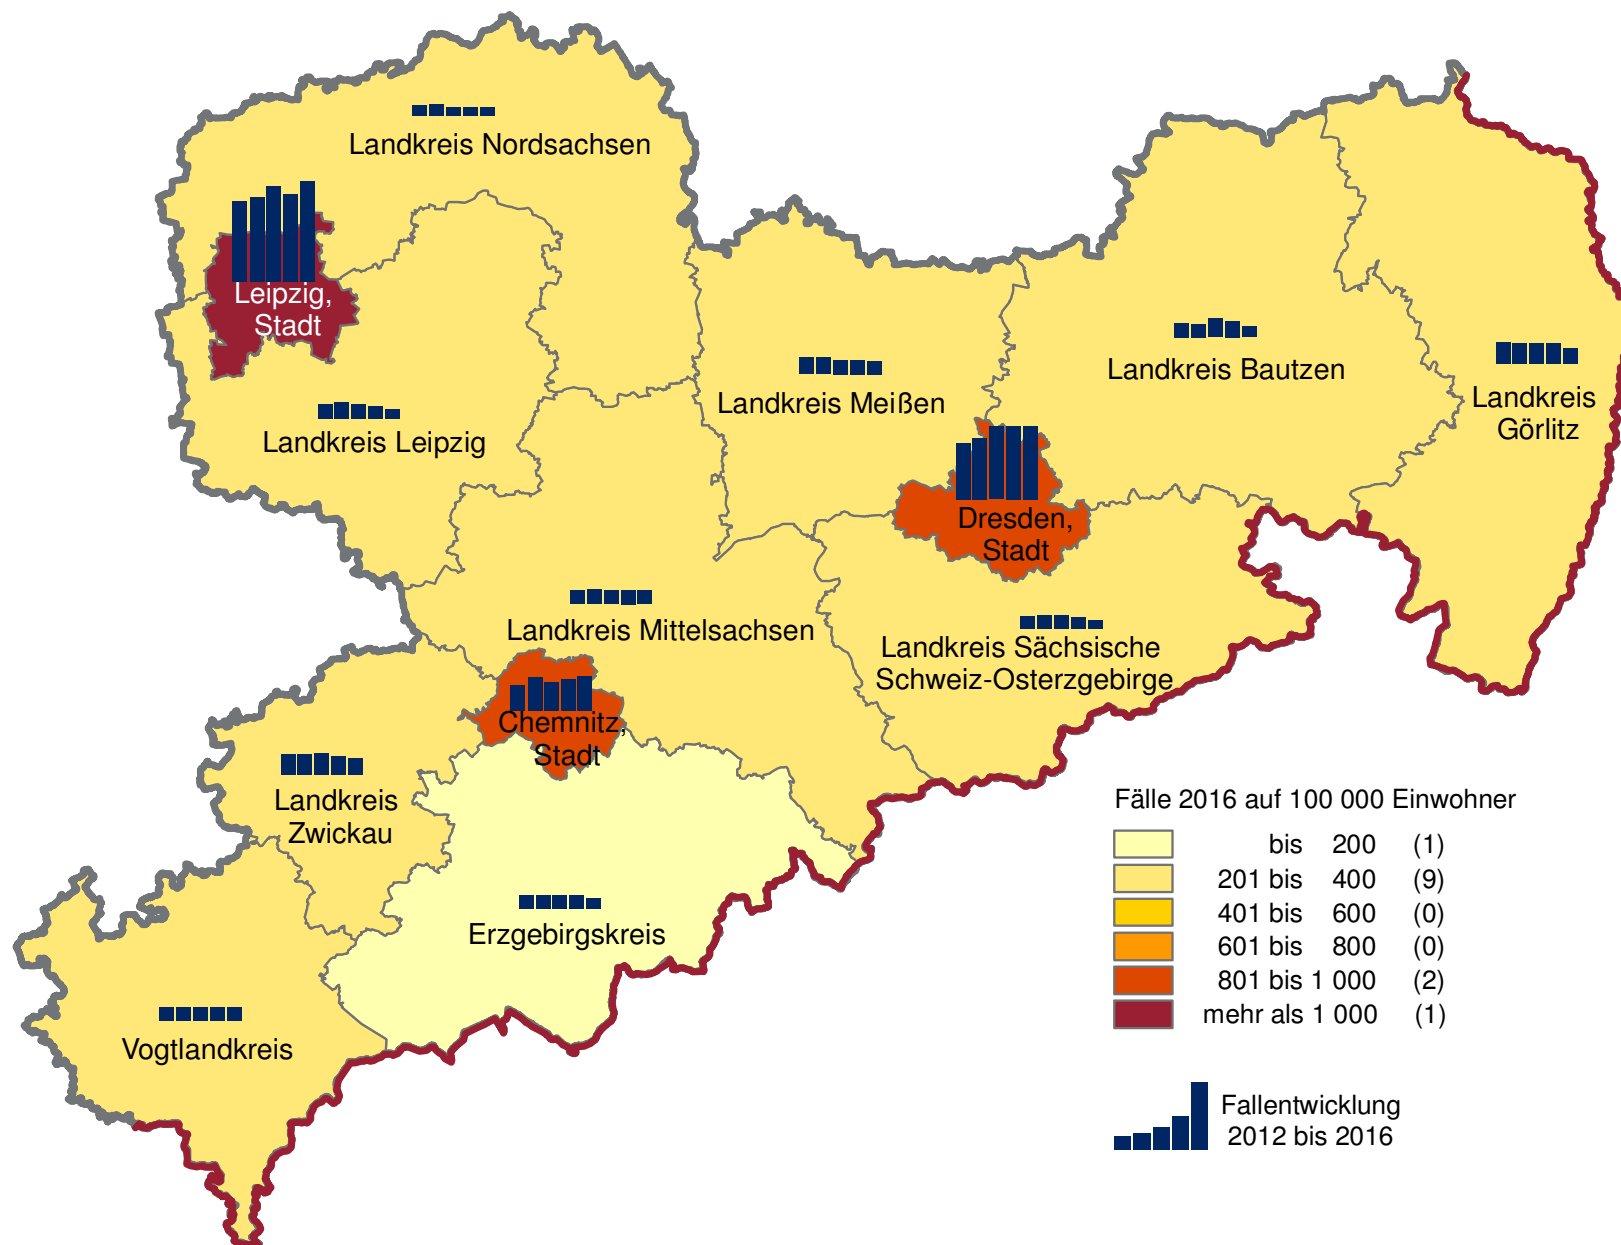 Landkreis Nordsachsen
Leipzig,
Stadt
Landkreis Leipzig
Landkreis Meißen
Landkreis Bautzen
Landkreis
Görlitz
Dresden,
Stadt
Landkreis Mittelsachsen
Landkreis Sächsische
Schweiz-Osterzgebirge
Chemnitz,
Stadt
Landkreis
Zwickau
Erzgebirgskreis
Vogtlandkreis
Fälle 2016 auf 100 000 Einwohner
bis 200 (1)
201 bis 400 (9)
401 bis 600 (0)
601 bis 800 (0)
801 bis 1 000 (2)
mehr als 1 000 (1)
Fallentwicklung
2012 bis 2016